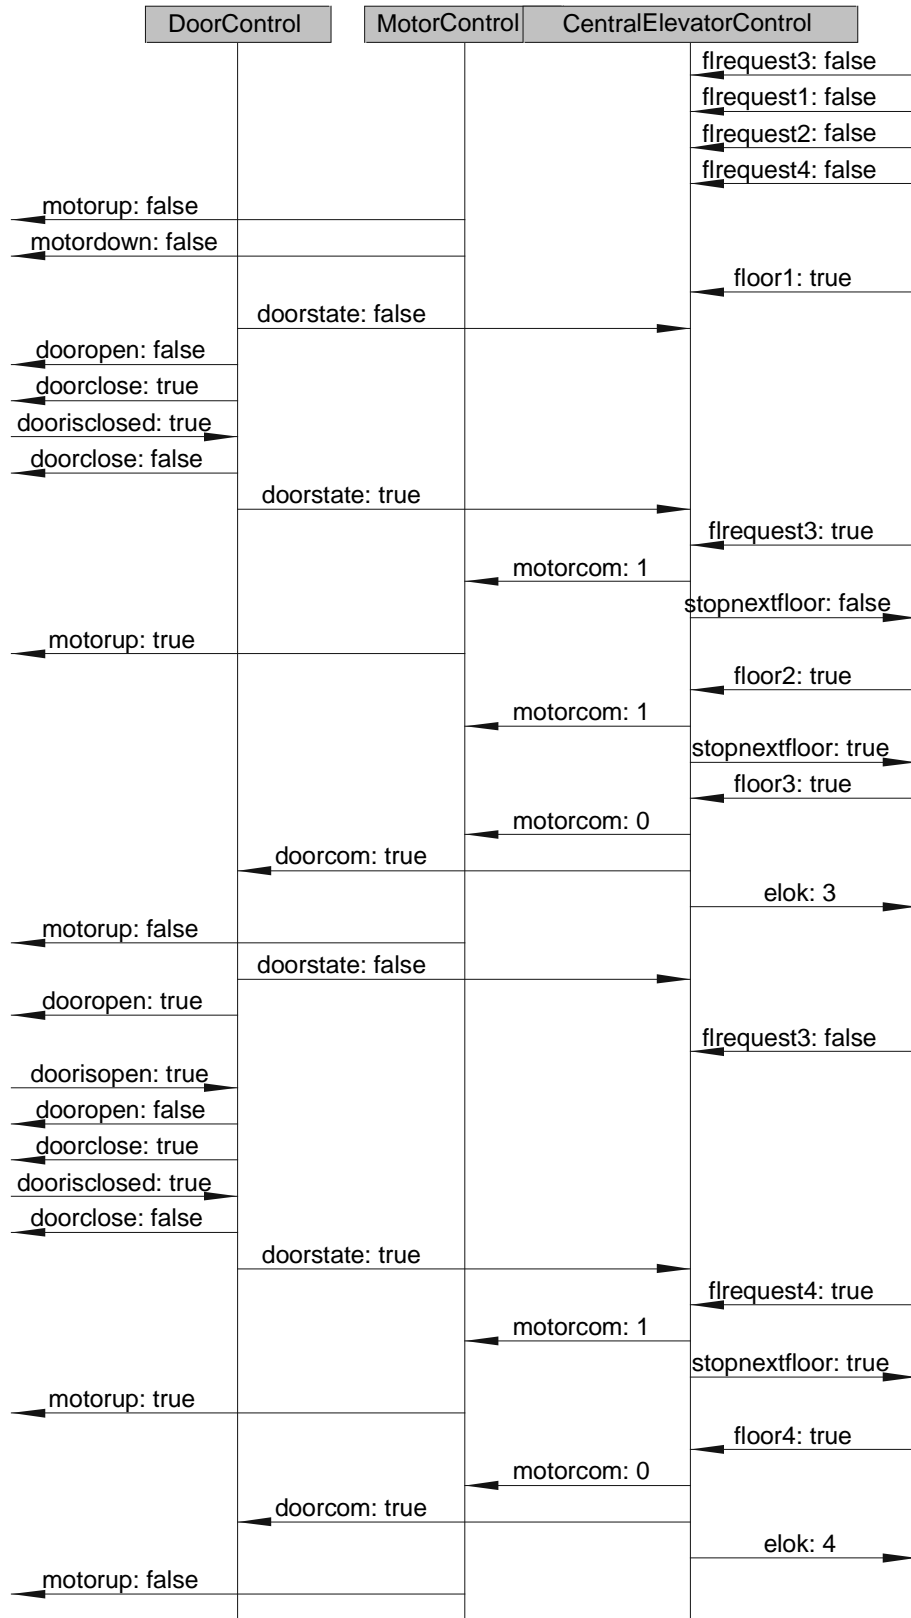 DoorControl
MotorControl
CentralElevatorControl
flrequest3: false
flrequest1: false
flrequest2: false
flrequest4: false
motorup: false
motordown: false
floor1: true
doorstate: false
dooropen: false
doorclose: true
doorisclosed: true
doorclose: false
doorstate: true
flrequest3: true
motorcom: 1
stopnextfloor: false
motorup: true
floor2: true
motorcom: 1
stopnextfloor: true
floor3: true
motorcom: 0
doorcom: true
elok: 3
motorup: false
doorstate: false
dooropen: true
flrequest3: false
doorisopen: true
dooropen: false
doorclose: true
doorisclosed: true
doorclose: false
doorstate: true
flrequest4: true
motorcom: 1
stopnextfloor: true
motorup: true
floor4: true
motorcom: 0
doorcom: true
elok: 4
motorup: false